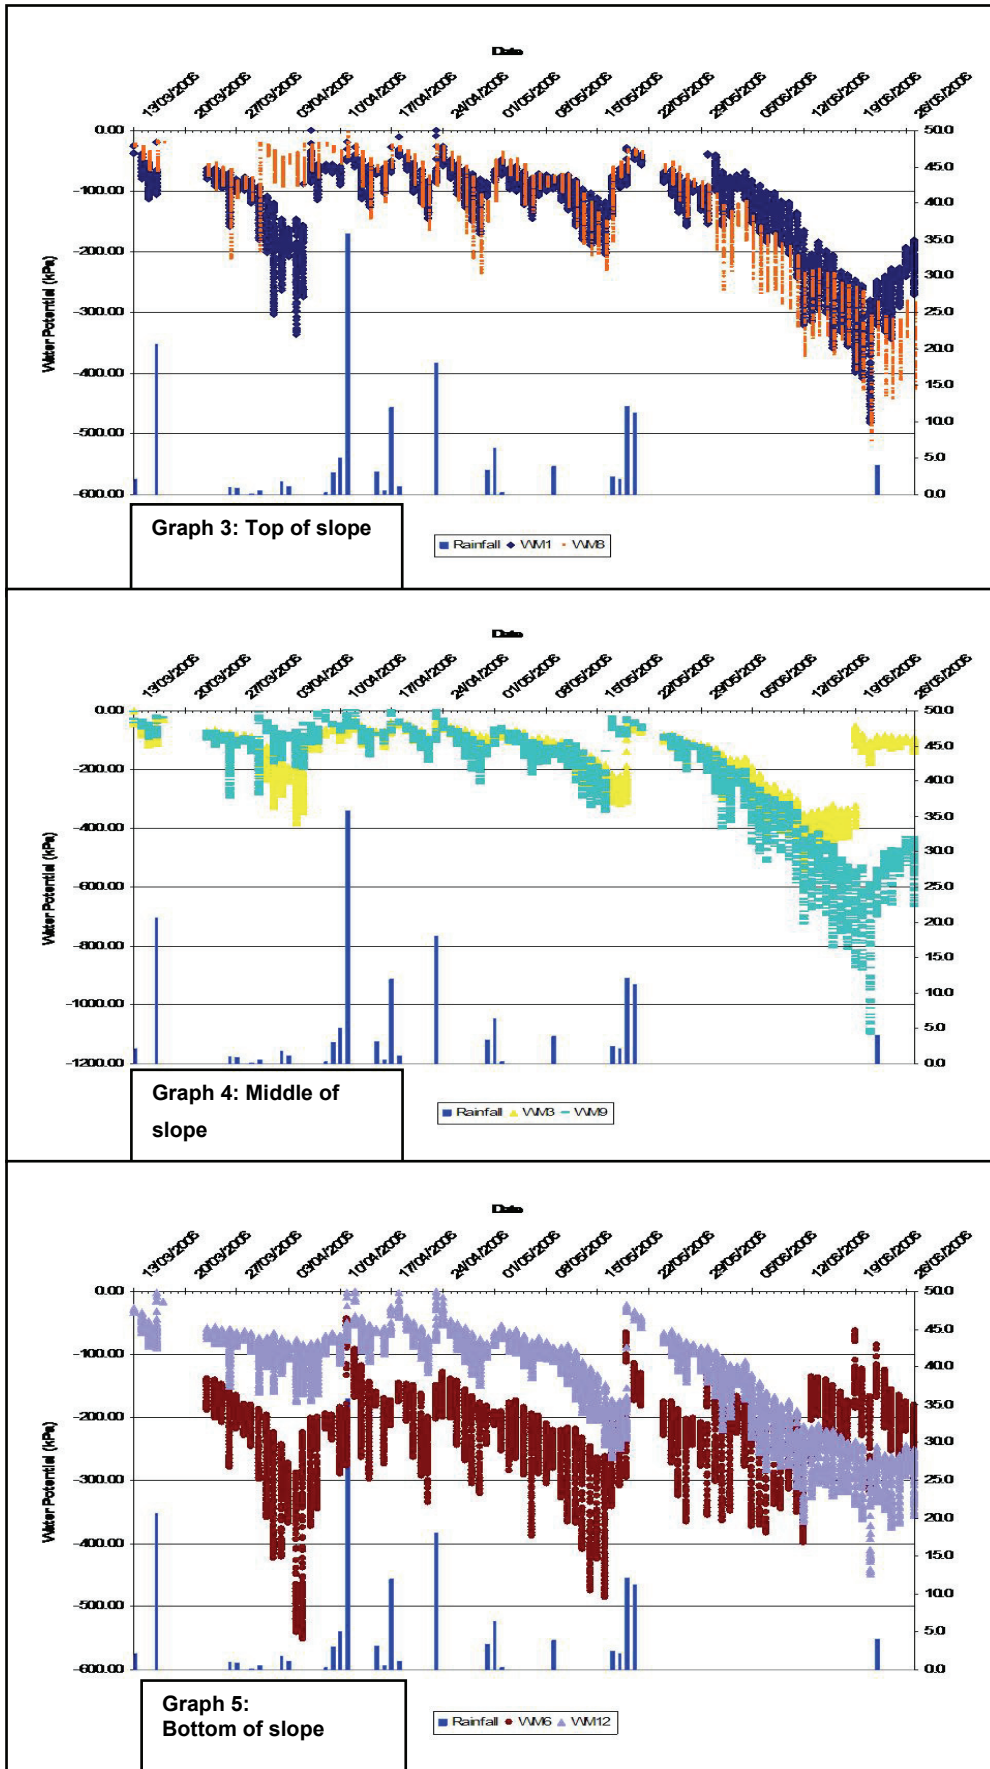 Date
13/03/2006 20/03/2006 27/03/2006 03/04/2006 10/04/2006 17/04/2006 24/04/2006 01/05/2006 08/05/2006 15/05/2006 22/05/2006 29/05/2006 05/06/2006 12/06/2006 19/06/2006 26/06/2006
0.00 50.0
45.0
-100.00
40.0
-200.00 35.0
30.0
-300.00 25.0
20.0
-400.00
15.0
-500.00 10.0
5.0
-600.00 0.0
Water Potential (kPa)
Graph 3: Top of slope
Rainfall WM1 WM8
Date
13/03/2006 20/03/2006 27/03/2006 03/04/2006 10/04/2006 17/04/2006 24/04/2006 01/05/2006 08/05/2006 15/05/2006 22/05/2006 29/05/2006 05/06/2006 12/06/2006 19/06/2006 26/06/2006
0.00 50.0
45.0
-200.00 40.0
35.0
-400.00
30.0
-600.00 25.0
20.0
-800.00
15.0
-1000.00 10.0
5.0
-1200.00 0.0
Water Potential (kPa)
Graph 4: Middle of
slope
Rainfall WM3 WM9
Date
13/03/2006 20/03/2006 27/03/2006 03/04/2006 10/04/2006 17/04/2006 24/04/2006 01/05/2006 08/05/2006 15/05/2006 22/05/2006 29/05/2006 05/06/2006 12/06/2006 19/06/2006 26/06/2006
0.00 50.0
45.0
-100.00
40.0
-200.00 35.0
30.0
-300.00 25.0
20.0
-400.00
15.0
-500.00 10.0
5.0
-600.00 0.0
Water Potential (kPa)
Graph 5:
Bottom of slope
Rainfall WM6 WM12